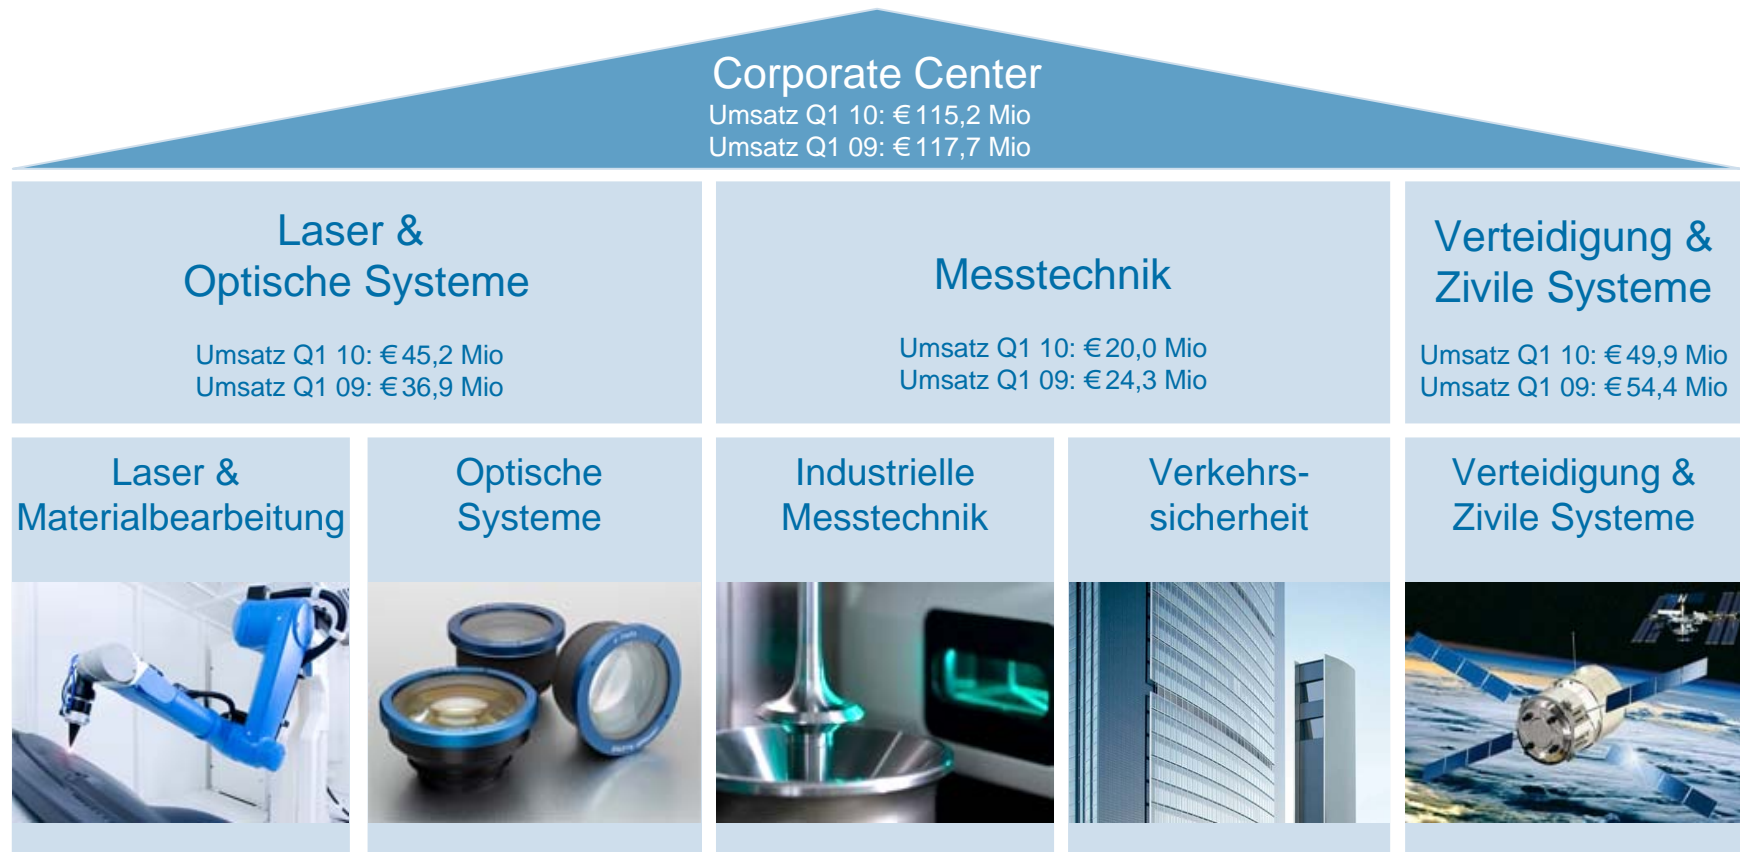 Corporate Center
Umsatz Q1 10: € 115,2 Mio
Umsatz Q1 09: € 117,7 Mio
Laser &
Optische Systeme
Umsatz Q1 10: € 45,2 Mio
Umsatz Q1 09: € 36,9 Mio
Messtechnik
Umsatz Q1 10: € 20,0 Mio
Umsatz Q1 09: € 24,3 Mio
Verteidigung &
Zivile Systeme
Umsatz Q1 10: € 49,9 Mio
Umsatz Q1 09: € 54,4 Mio
Laser &
Materialbearbeitung
Optische
Systeme
Industrielle
Messtechnik
Verkehrs-
sicherheit
Verteidigung &
Zivile Systeme